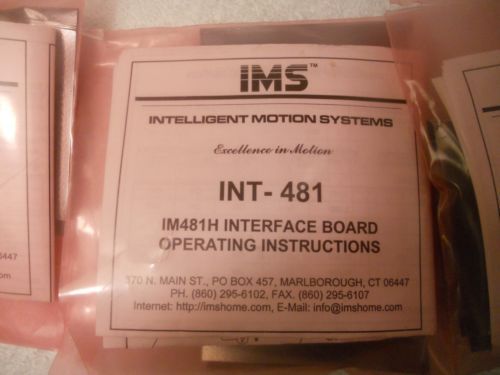 IMS™
INTELLIGENT MOTION SYSTEMS
Excellence in Motion
INT- 481
IM481H INTERFACE BOARD
OPERATING INSTRUCTIONS
370 N. MAIN ST., PO BOX 457, MARLBOROUGH, CT 06447
PH. (860) 295-6102, FAX. (860) 295-6107
Internet: http://imshome.com, E-Mail: info@imshome.com
6447
.com